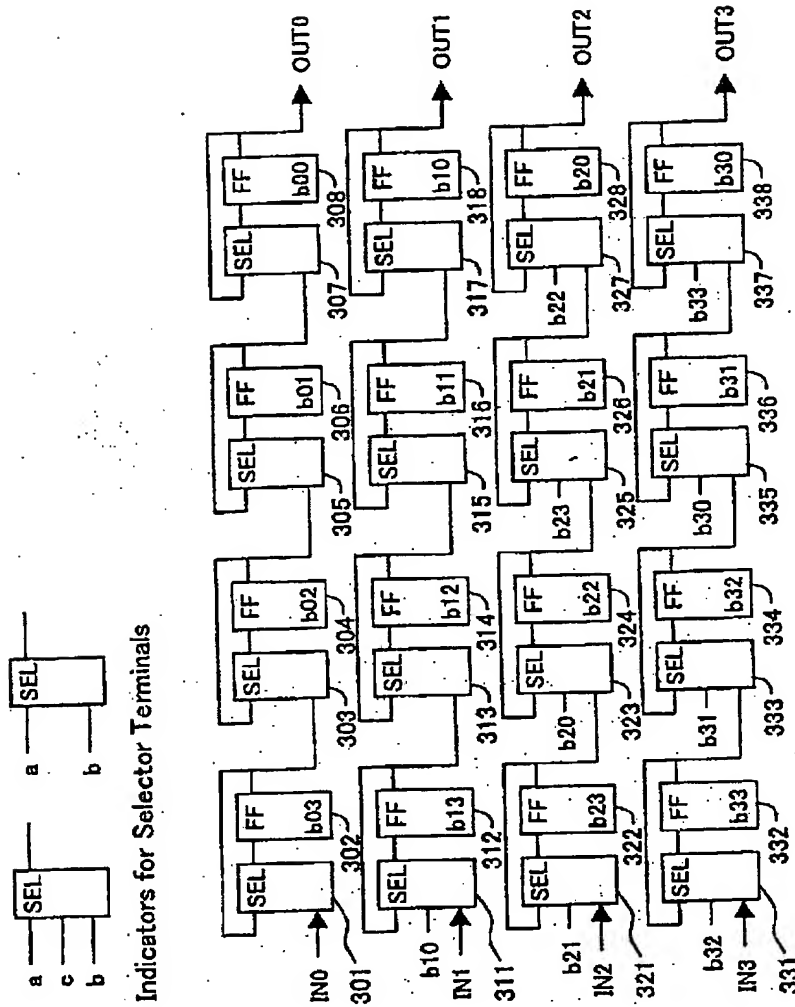 a SEL a SEL
c
b b
Indicators for Selector Terminals
SEL FF SEL FF SEL FF SEL FF OUT0
IN0 b03 b02 b01 b00
301 302 303 304 305 306 307 308
SEL FF SEL FF SEL FF SEL FF OUT1
b10
IN1 b13 b12 b11 b10
311 312 313 314 315 316 317 318
SEL FF SEL FF SEL FF SEL FF OUT2
b21 b20 b23 b22
IN2 b23 b22 b21 b20
321 322 323 324 325 326 327 328
SEL FF SEL FF SEL FF SEL FF OUT3
b32 b31 b30 b33
IN3 b33 b32 b31 b30
331 332 333 334 335 336 337 338